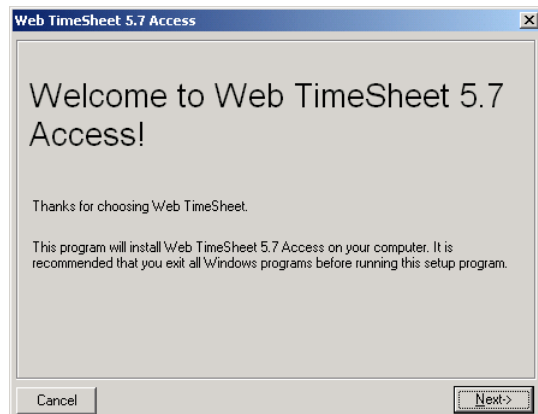 Web TimeSheet 5.7 Access
Welcome to Web TimeSheet 5.7
Access!
Thanks for choosing Web TimeSheet.
This program will install Web TimeSheet 5.7 Access on your computer. It is
recommended that you exit all Windows programs before running this setup program.
Cancel
Next->